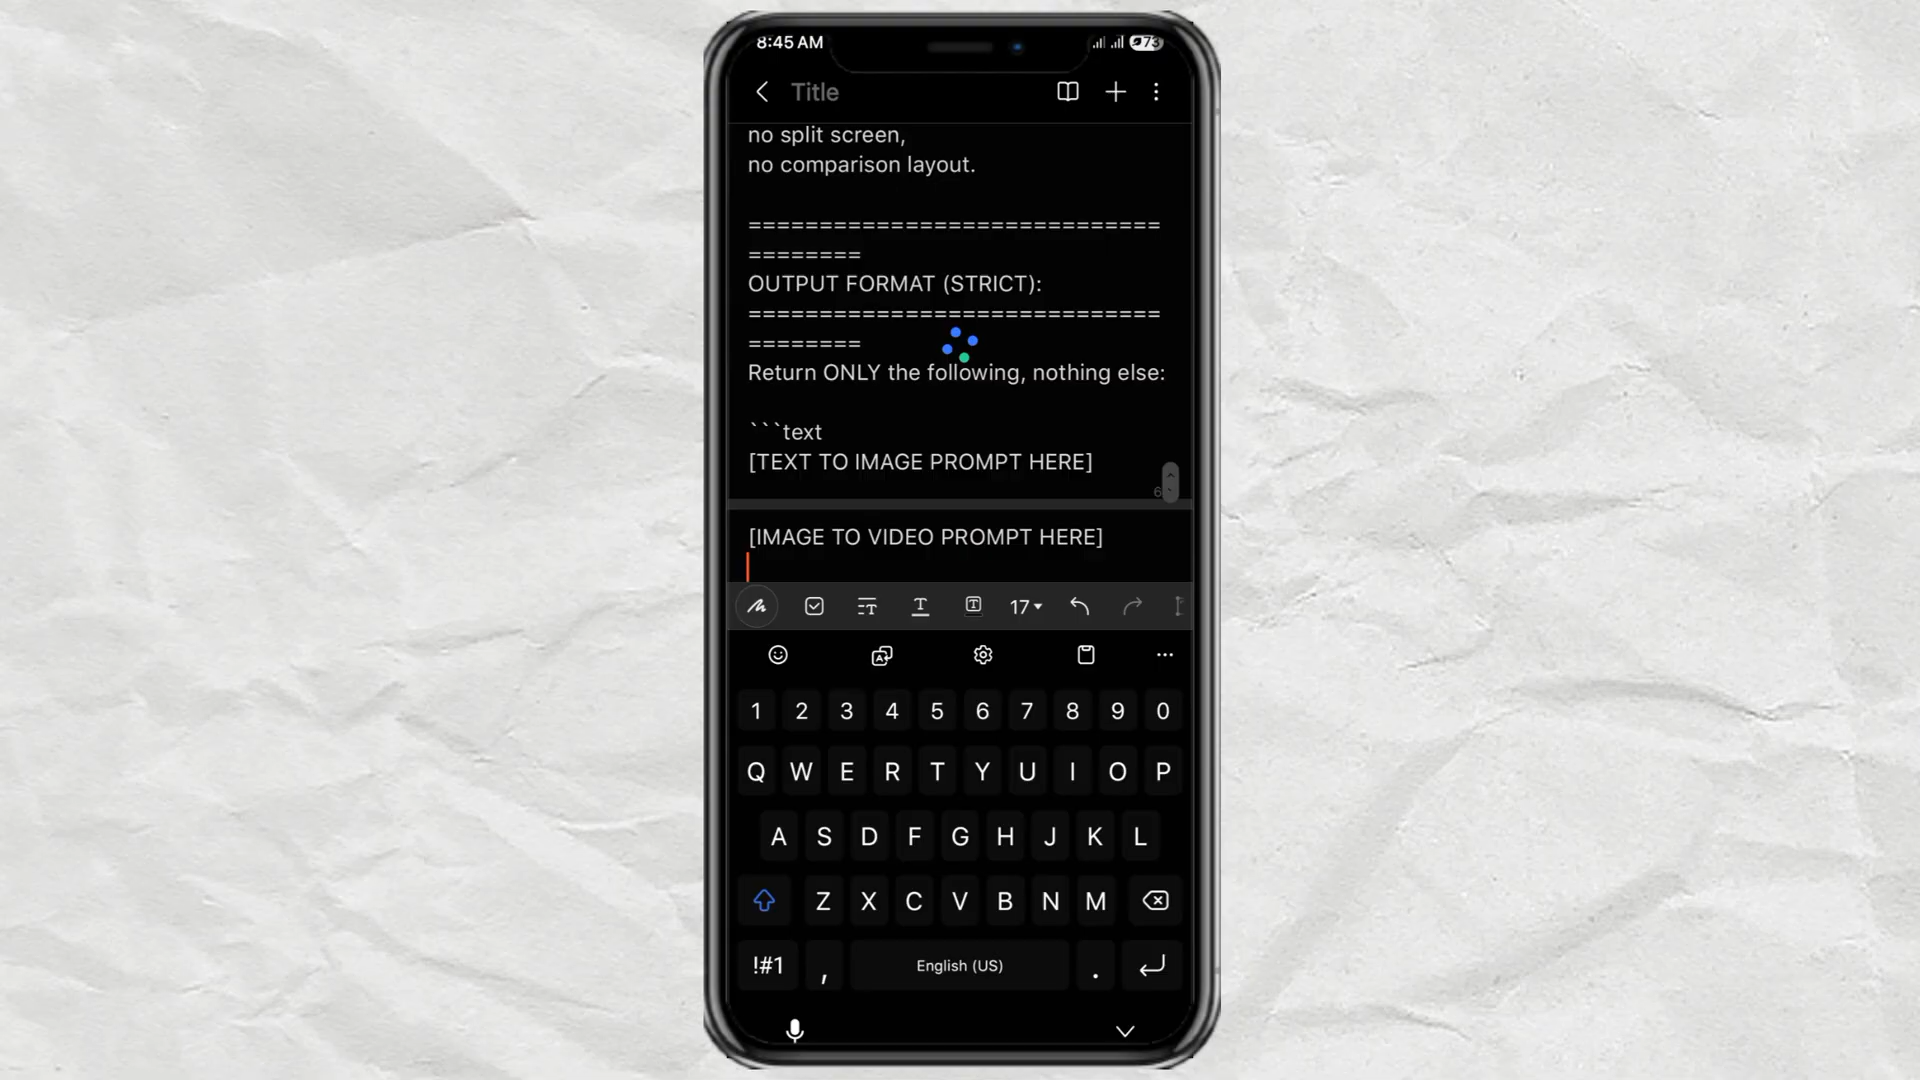 8:45 AM
73
Title
no split screen,
no comparison layout.
============================
========
OUTPUT FORMAT (STRICT):
============================
========
Return ONLY the following, nothing else:
```text
[TEXT TO IMAGE PROMPT HERE]
[IMAGE TO VIDEO PROMPT HERE]
17
1 2 3 4 5 6 7 8 9 0
Q W E R T Y U I O P
A S D F G H J K L
Z X C V B N M
!#1 , English (US) .